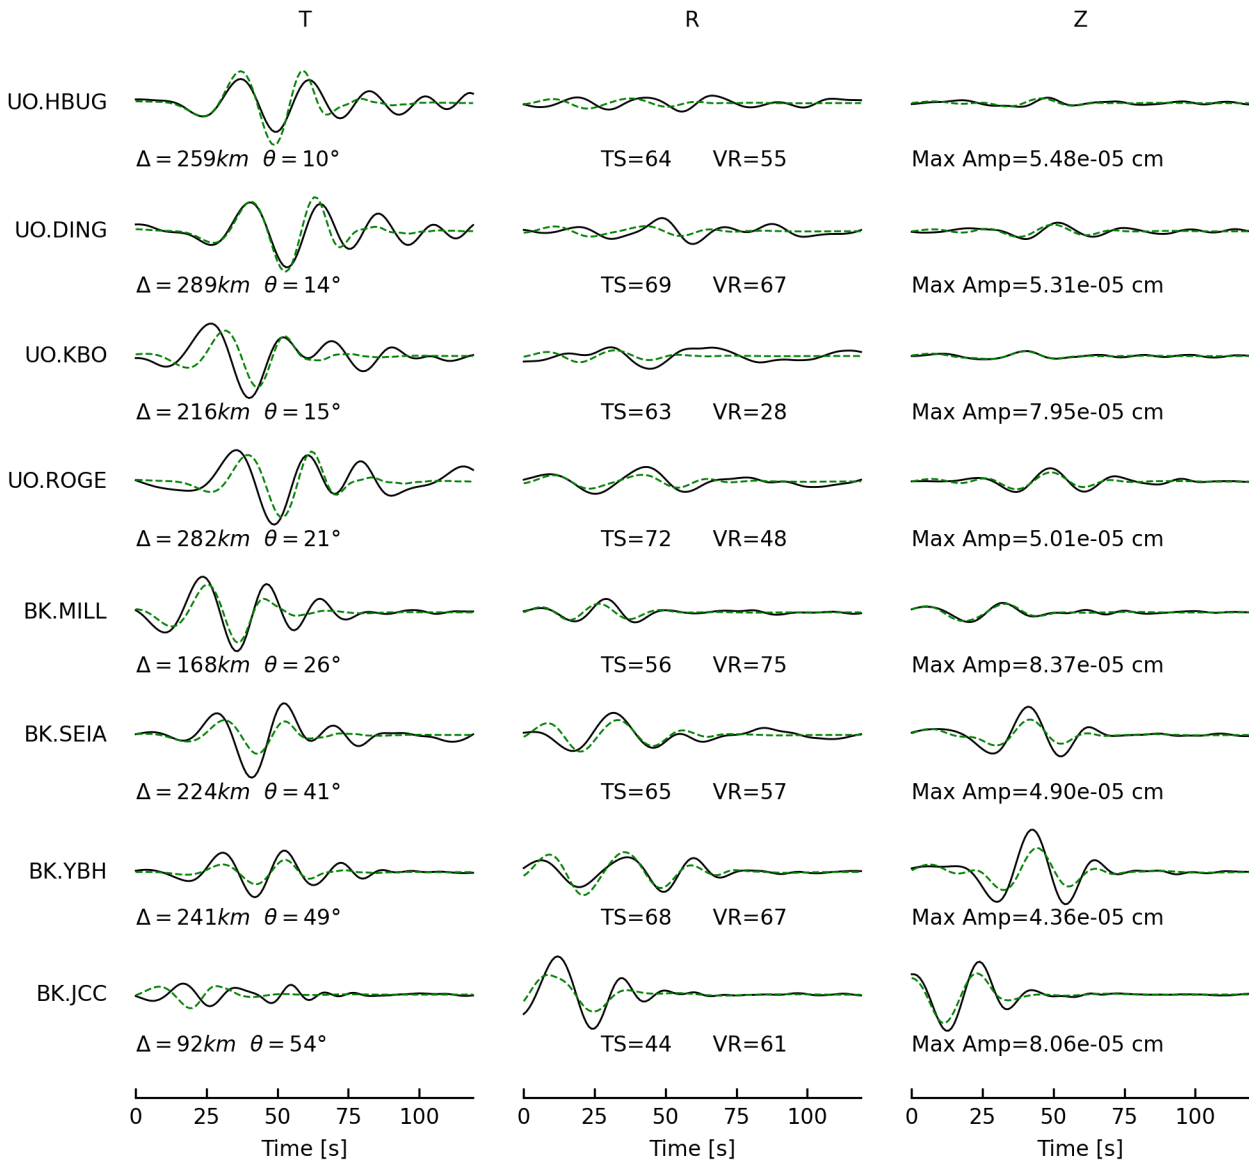 T R Z
UO.HBUG
Δ = 259km θ = 10° TS=64 VR=55 Max Amp=5.48e-05 cm
UO.DING
Δ = 289km θ = 14° TS=69 VR=67 Max Amp=5.31e-05 cm
UO.KBO
Δ = 216km θ = 15° TS=63 VR=28 Max Amp=7.95e-05 cm
UO.ROGE
Δ = 282km θ = 21° TS=72 VR=48 Max Amp=5.01e-05 cm
BK.MILL
Δ = 168km θ = 26° TS=56 VR=75 Max Amp=8.37e-05 cm
BK.SEIA
Δ = 224km θ = 41° TS=65 VR=57 Max Amp=4.90e-05 cm
BK.YBH
Δ = 241km θ = 49° TS=68 VR=67 Max Amp=4.36e-05 cm
BK.JCC
Δ = 92km θ = 54° TS=44 VR=61 Max Amp=8.06e-05 cm
0 25 50 75 100 0 25 50 75 100 0 25 50 75 100
Time [s] Time [s] Time [s]